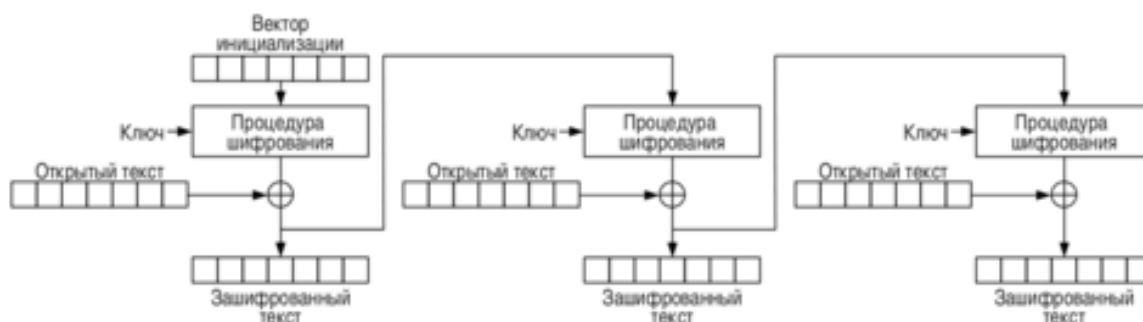 Вектор
инициализации
Ключ
Процедура
шифрования
Ключ
Процедура
шифрования
Ключ
Процедура
шифрования
Открытый текст
Открытый текст
Открытый текст
Зашифрованный
текст
Зашифрованный
текст
Зашифрованный
текст